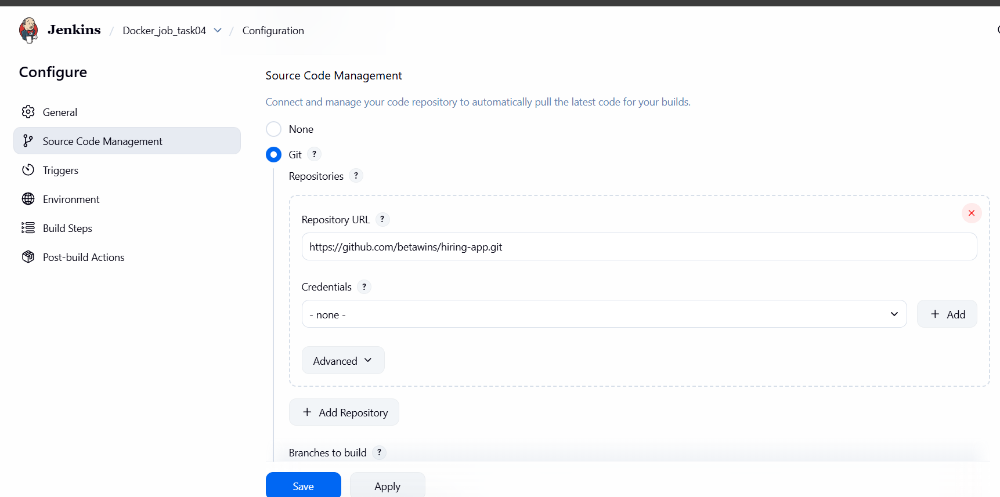 Jenkins / Docker_job_task04 / Configuration
Configure
General
Source Code Management
Triggers
Environment
Build Steps
Post-build Actions
Source Code Management
Connect and manage your code repository to automatically pull the latest code for your builds.
None
Git ?
Repositories ?
Repository URL ?
https://github.com/betawins/hiring-app.git
Credentials ?
- none -
+ Add
Advanced
+ Add Repository
Branches to build ?
Save
Apply